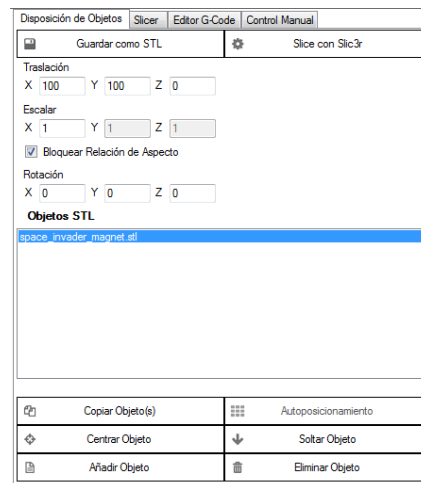 Disposición de Objetos Slicer Editor G-Code Control Manual
Guardar como STL Slice con Slic3r
Traslación
X 100 Y 100 Z 0
Escalar
X 1 Y 1 Z 1
Bloquear Relación de Aspecto
Rotación
X 0 Y 0 Z 0
Objetos STL
space_invader_magnet.stl
Copiar Objeto(s) Autoposicionamiento
Centrar Objeto Soltar Objeto
Añadir Objeto Eliminar Objeto